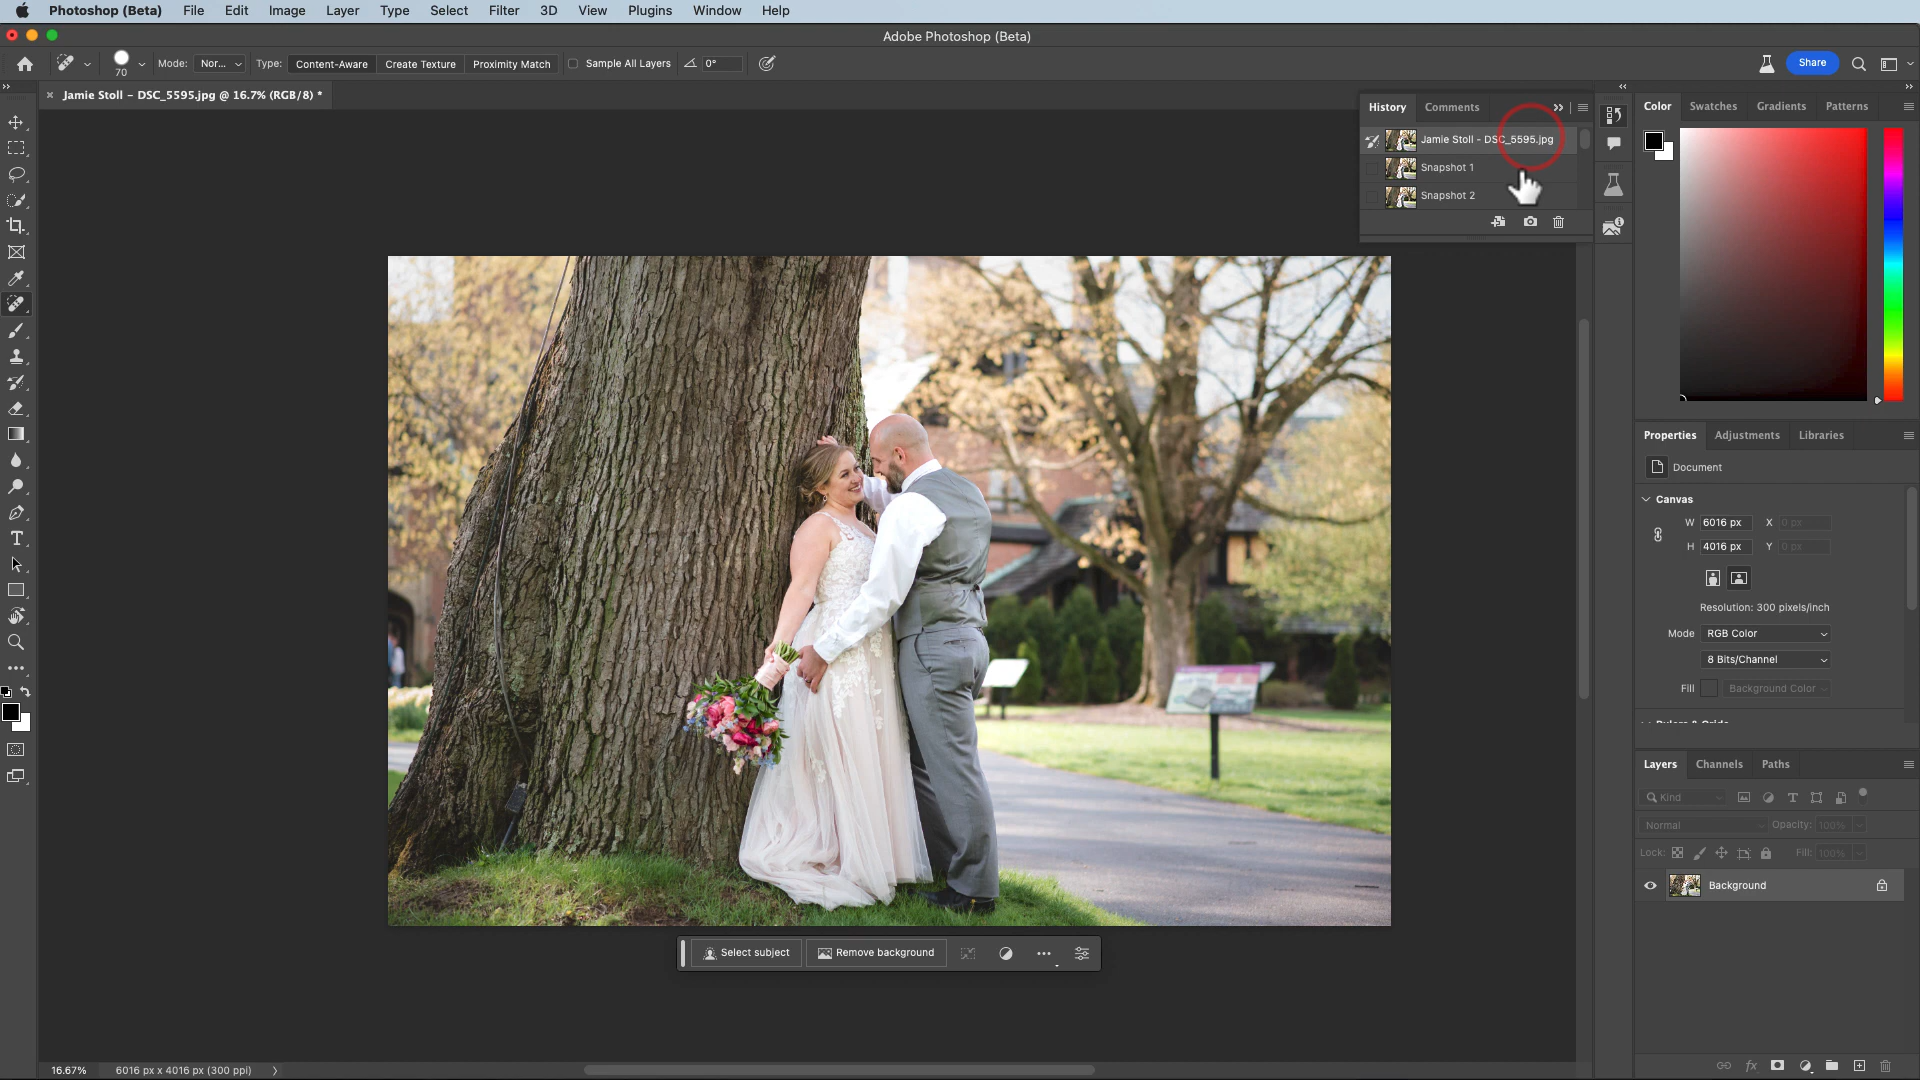 Photoshop (Beta) File Edit Image Layer Type Select Filter 3D View Plugins Window Help
Adobe Photoshop (Beta)
70 Mode: Nor... Type: Content-Aware Create Texture Proximity Match Sample All Layers 0° Share
Jamie Stoll - DSC_5595.jpg @ 16.7% (RGB/8) *
History Comments
Jamie Stoll - DSC_5595.jpg
Snapshot 1
Snapshot 2
Color Swatches Gradients Patterns
Properties Adjustments Libraries
Document
Canvas
W 6016 px X 0 px
H 4016 px Y 0 px
Resolution: 300 pixels/inch
Mode RGB Color
8 Bits/Channel
Fill Background Color
Rulers & Grids
Layers Channels Paths
Kind
Normal Opacity: 100%
Lock: Fill: 100%
Background
Select subject Remove background
16.67% 6016 px x 4016 px (300 ppi)